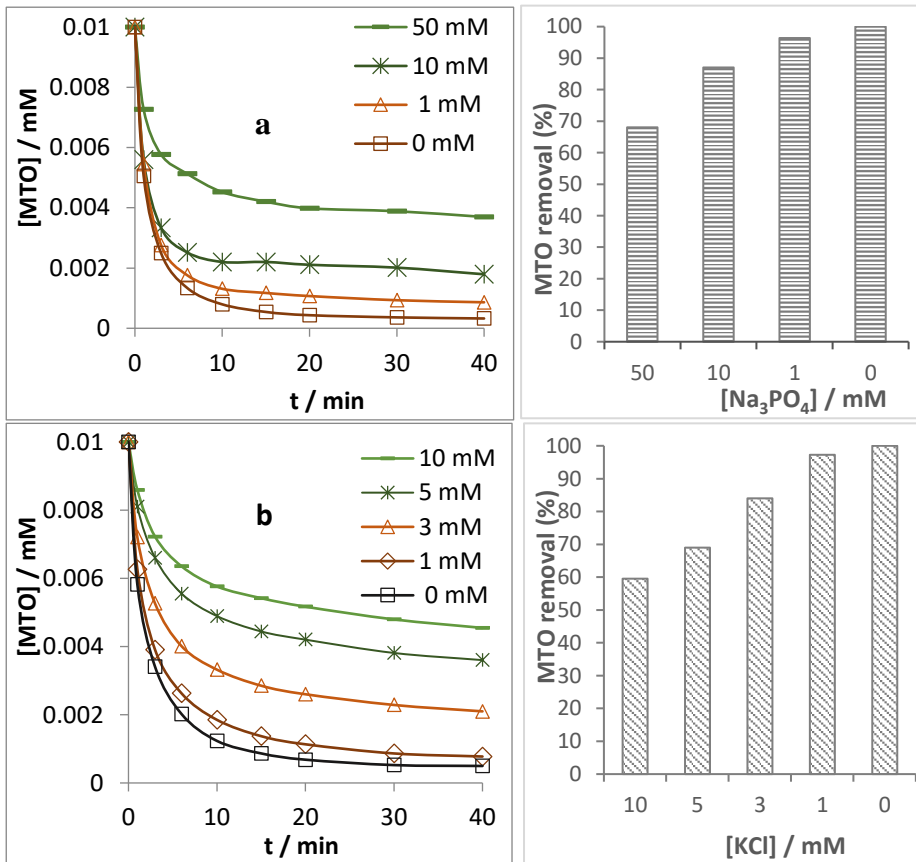 0.01
0.008
0.006
0.004
0.002
0
[MTO] / mM
a
50 mM
10 mM
1 mM
0 mM
0 10 20 30 40
t / min
100
90
80
70
60
50
40
30
20
10
0
MTO removal (%)
50 10 1 0
[Na₃PO₄] / mM
0.01
0.008
0.006
0.004
0.002
0
[MTO] / mM
b
10 mM
5 mM
3 mM
1 mM
0 mM
0 10 20 30 40
t / min
100
90
80
70
60
50
40
30
20
10
0
MTO removal (%)
10 5 3 1 0
[KCl] / mM